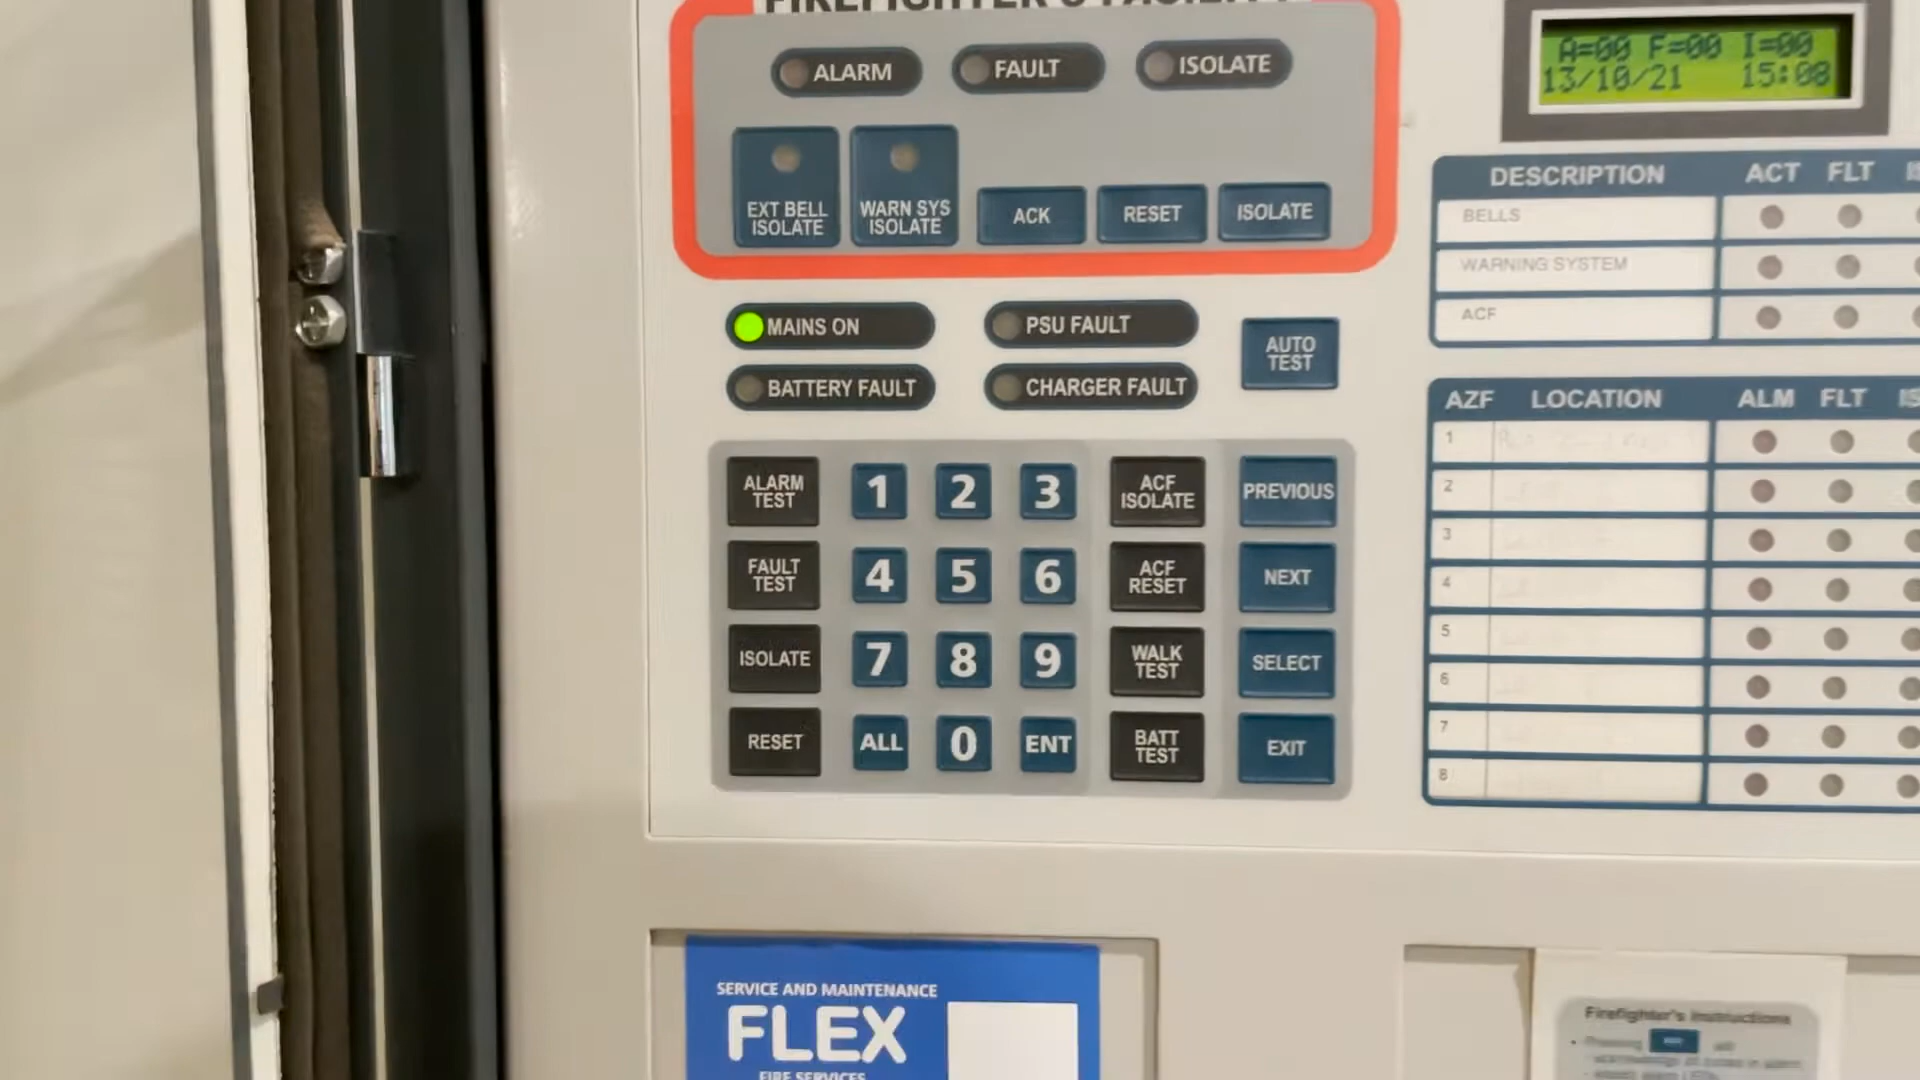 FIREFIGHTER'S FACILITY
ALARM
FAULT
ISOLATE
EXT BELL
ISOLATE
WARN SYS
ISOLATE
ACK
RESET
ISOLATE
MAINS ON
PSU FAULT
BATTERY FAULT
CHARGER FAULT
AUTO
TEST
ALARM
TEST
1
2
3
ACF
ISOLATE
PREVIOUS
FAULT
TEST
4
5
6
ACF
RESET
NEXT
ISOLATE
7
8
9
WALK
TEST
SELECT
RESET
ALL
0
ENT
BATT
TEST
EXIT
A=00 F=00 I=00
13/10/21 15:08
DESCRIPTION ACT FLT
BELLS
WARNING SYSTEM
ACF
AZF LOCATION ALM FLT
1
2
3
4
5
6
7
8
SERVICE AND MAINTENANCE
FLEX
FIRE SERVICES
Firefighter's Instructions